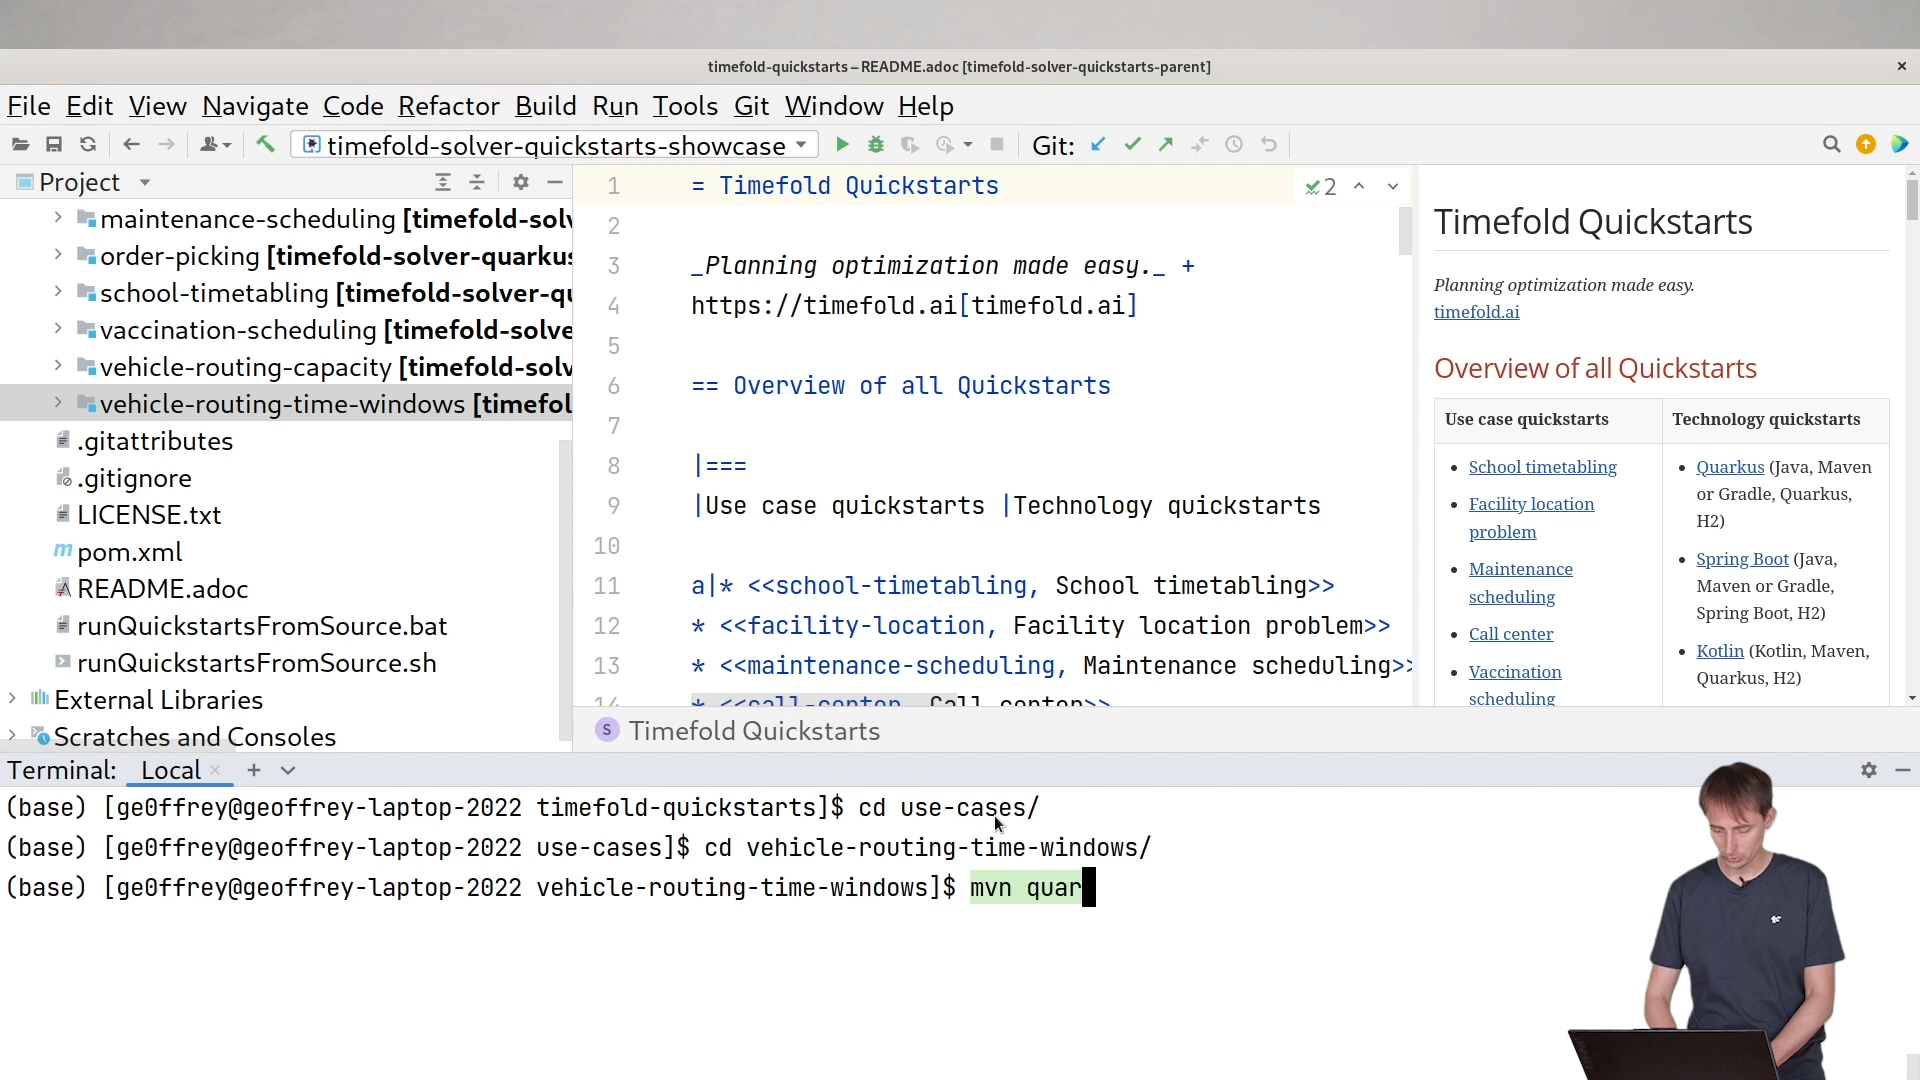 timefold-quickstarts – README.adoc [timefold-solver-quickstarts-parent]
File Edit View Navigate Code Refactor Build Run Tools Git Window Help
timefold-solver-quickstarts-showcase
Git:
Project
maintenance-scheduling [timefold-solv
order-picking [timefold-solver-quarkus
school-timetabling [timefold-solver-qu
vaccination-scheduling [timefold-solve
vehicle-routing-capacity [timefold-solv
vehicle-routing-time-windows [timefol
.gitattributes
.gitignore
LICENSE.txt
pom.xml
README.adoc
runQuickstartsFromSource.bat
runQuickstartsFromSource.sh
External Libraries
Scratches and Consoles
1 = Timefold Quickstarts
2
2
3 _Planning optimization made easy._ +
4 https://timefold.ai[timefold.ai]
5
6 == Overview of all Quickstarts
7
8 |===
9 |Use case quickstarts |Technology quickstarts
10
11 a|* <<school-timetabling, School timetabling>>
12 * <<facility-location, Facility location problem>>
13 * <<maintenance-scheduling, Maintenance scheduling>>
14 * <<call-center, Call center>>
S Timefold Quickstarts
Timefold Quickstarts
Planning optimization made easy.
timefold.ai
Overview of all Quickstarts
Use case quickstarts
Technology quickstarts
School timetabling
Facility location
problem
Maintenance
scheduling
Call center
Vaccination
scheduling
Quarkus (Java, Maven
or Gradle, Quarkus,
H2)
Spring Boot (Java,
Maven or Gradle,
Spring Boot, H2)
Kotlin (Kotlin, Maven,
Quarkus, H2)
Terminal: Local
(base) [ge0ffrey@geoffrey-laptop-2022 timefold-quickstarts]$ cd use-cases/
(base) [ge0ffrey@geoffrey-laptop-2022 use-cases]$ cd vehicle-routing-time-windows/
(base) [ge0ffrey@geoffrey-laptop-2022 vehicle-routing-time-windows]$ mvn quar